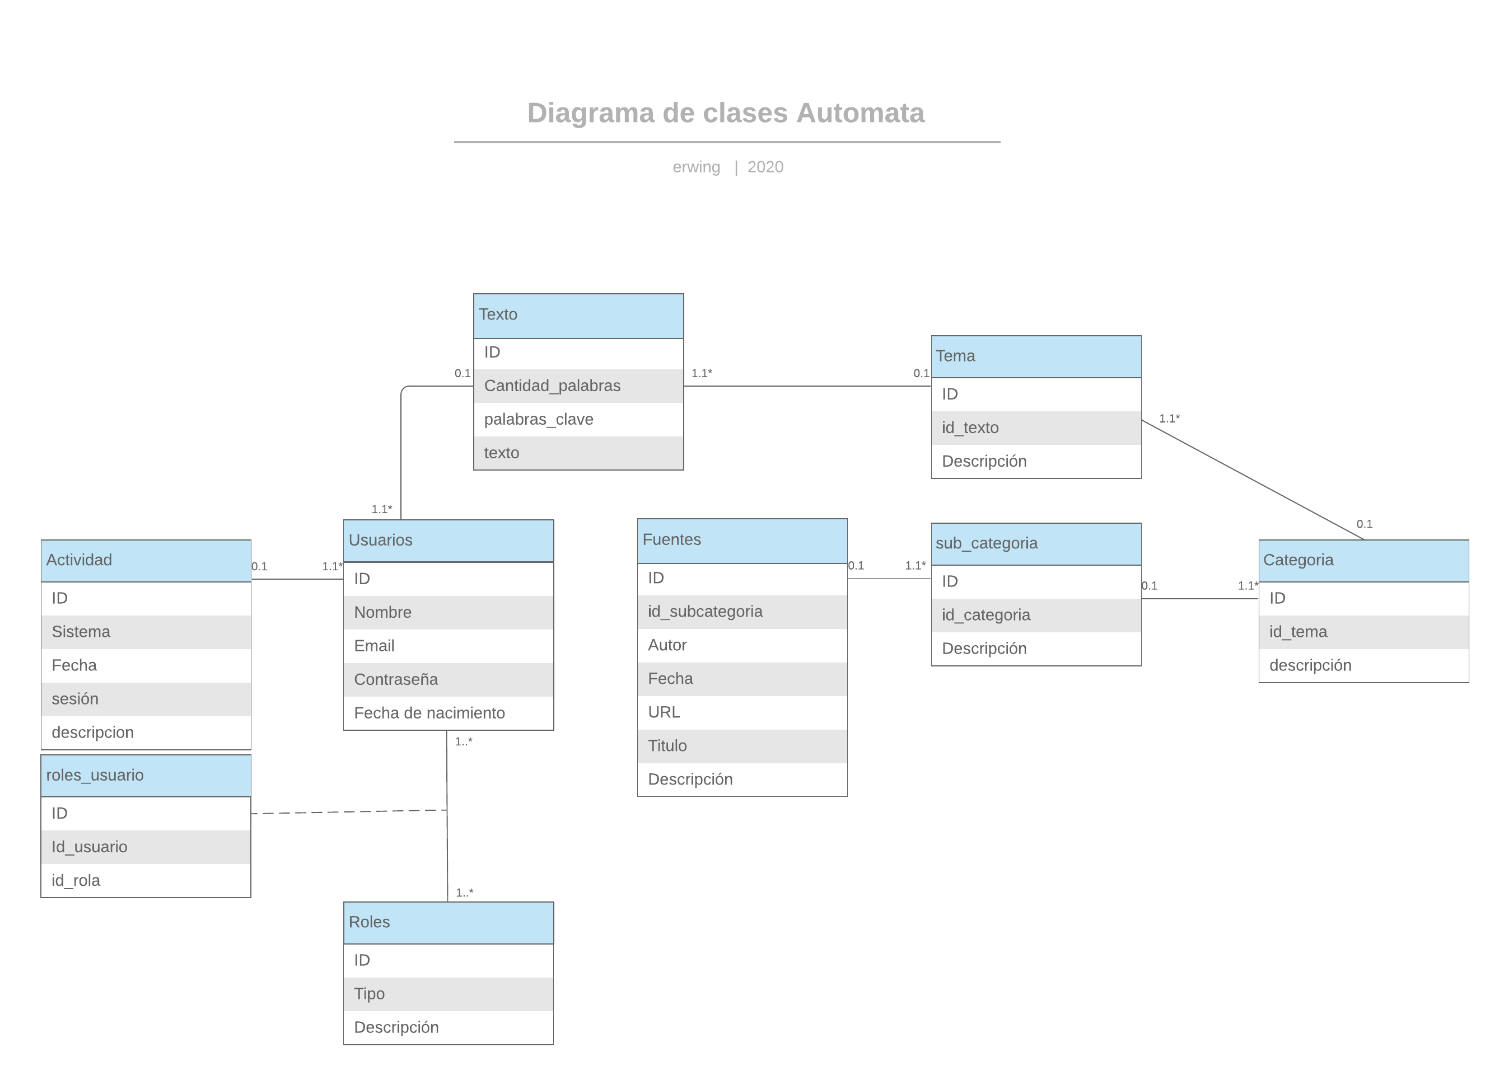 Diagrama de clases Automata
erwing | 2020
Texto
ID
Cantidad_palabras
palabras_clave
texto
0.1
1.1*
1.1*
0.1
Tema
ID
id_texto
Descripción
1.1*
0.1
Actividad
ID
Sistema
Fecha
sesión
descripcion
0.1
1.1*
Usuarios
ID
Nombre
Email
Contraseña
Fecha de nacimiento
Fuentes
ID
id_subcategoria
Autor
Fecha
URL
Titulo
Descripción
0.1
1.1*
sub_categoria
ID
id_categoria
Descripción
0.1
1.1*
Categoria
ID
id_tema
descripción
roles_usuario
ID
Id_usuario
id_rola
1..*
1..*
Roles
ID
Tipo
Descripción